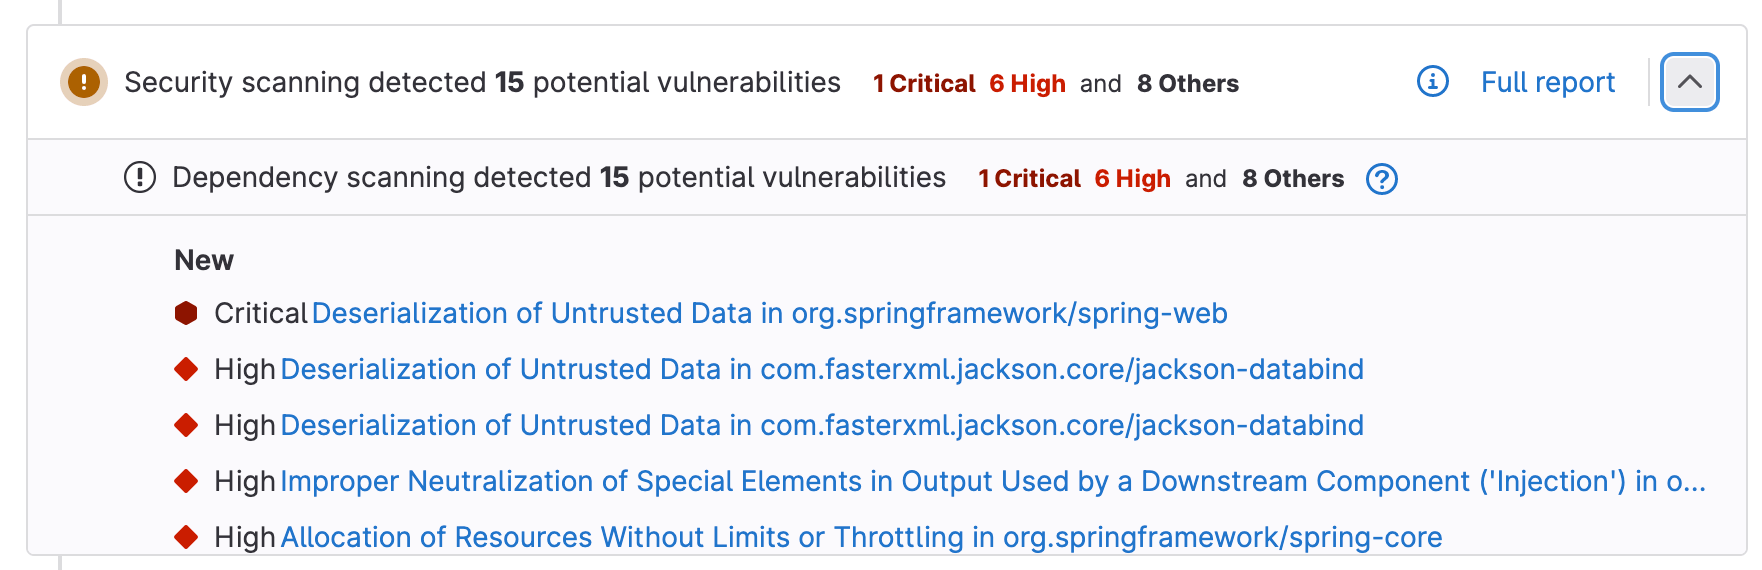 Security scanning detected 15 potential vulnerabilities 1 Critical 6 High and 8 Others Full report
Dependency scanning detected 15 potential vulnerabilities 1 Critical 6 High and 8 Others
New
Critical Deserialization of Untrusted Data in org.springframework/spring-web
High Deserialization of Untrusted Data in com.fasterxml.jackson.core/jackson-databind
High Deserialization of Untrusted Data in com.fasterxml.jackson.core/jackson-databind
High Improper Neutralization of Special Elements in Output Used by a Downstream Component ('Injection') in o...
High Allocation of Resources Without Limits or Throttling in org.springframework/spring-core